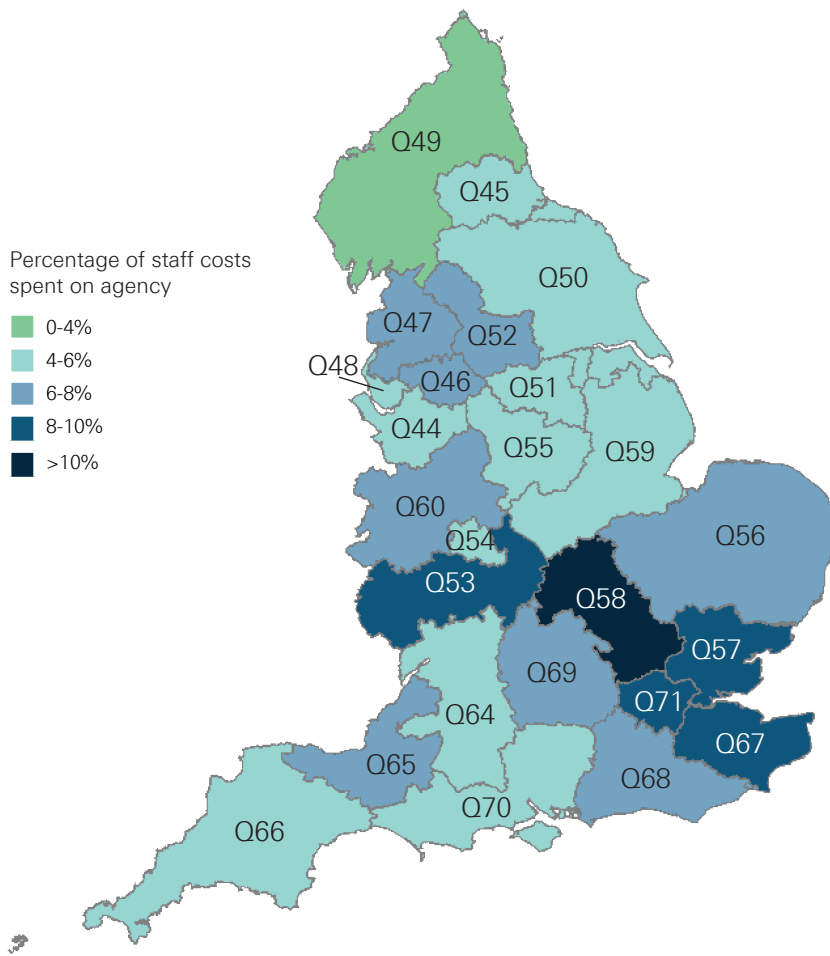 Percentage of staff costs
spent on agency
0-4%
4-6%
6-8%
8-10%
>10%
Q49
Q45
Q50
Q47
Q52
Q48
Q46
Q51
Q44
Q55
Q59
Q60
Q54
Q56
Q53
Q58
Q57
Q69
Q71
Q64
Q67
Q65
Q68
Q70
Q66